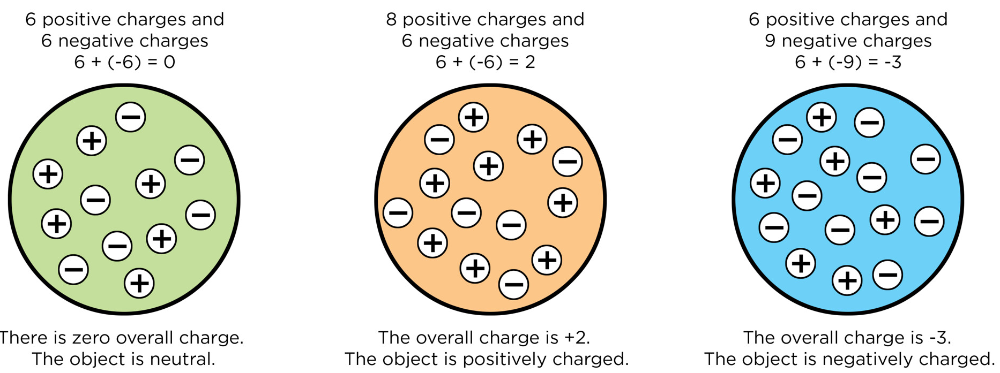 6 positive charges and
6 negative charges
6 + (-6) = 0
8 positive charges and
6 negative charges
6 + (-6) = 2
6 positive charges and
9 negative charges
6 + (-9) = -3
There is zero overall charge.
The object is neutral.
The overall charge is +2.
The object is positively charged.
The overall charge is -3.
The object is negatively charged.